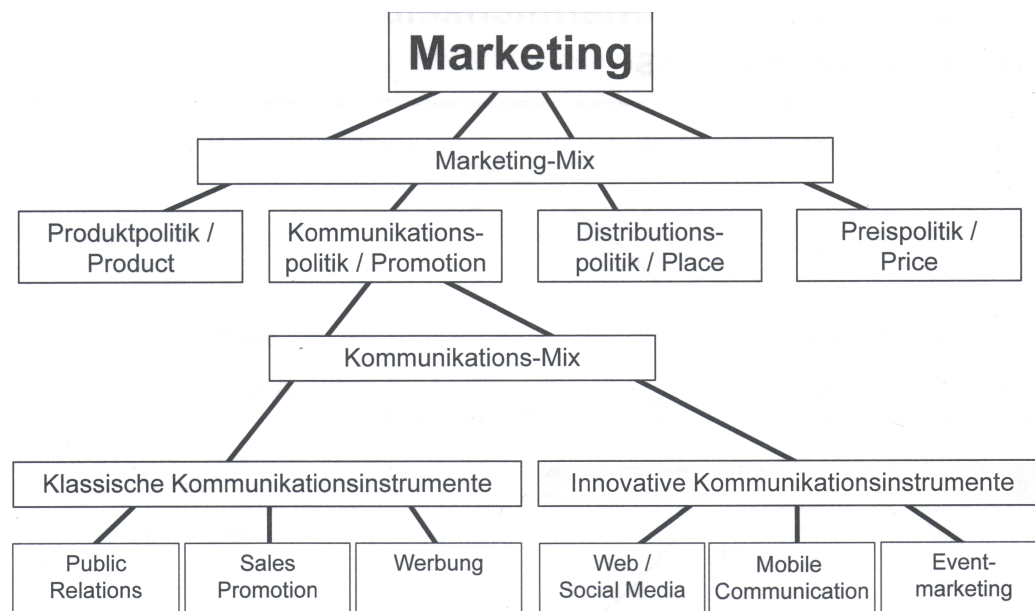 Marketing
Marketing-Mix
Produktpolitik /
Product
Kommunikations-
politik / Promotion
Distributions-
politik / Place
Preispolitik /
Price
Kommunikations-Mix
Klassische Kommunikationsinstrumente
Innovative Kommunikationsinstrumente
Public
Relations
Sales
Promotion
Werbung
Web /
Social Media
Mobile
Communication
Event-
marketing